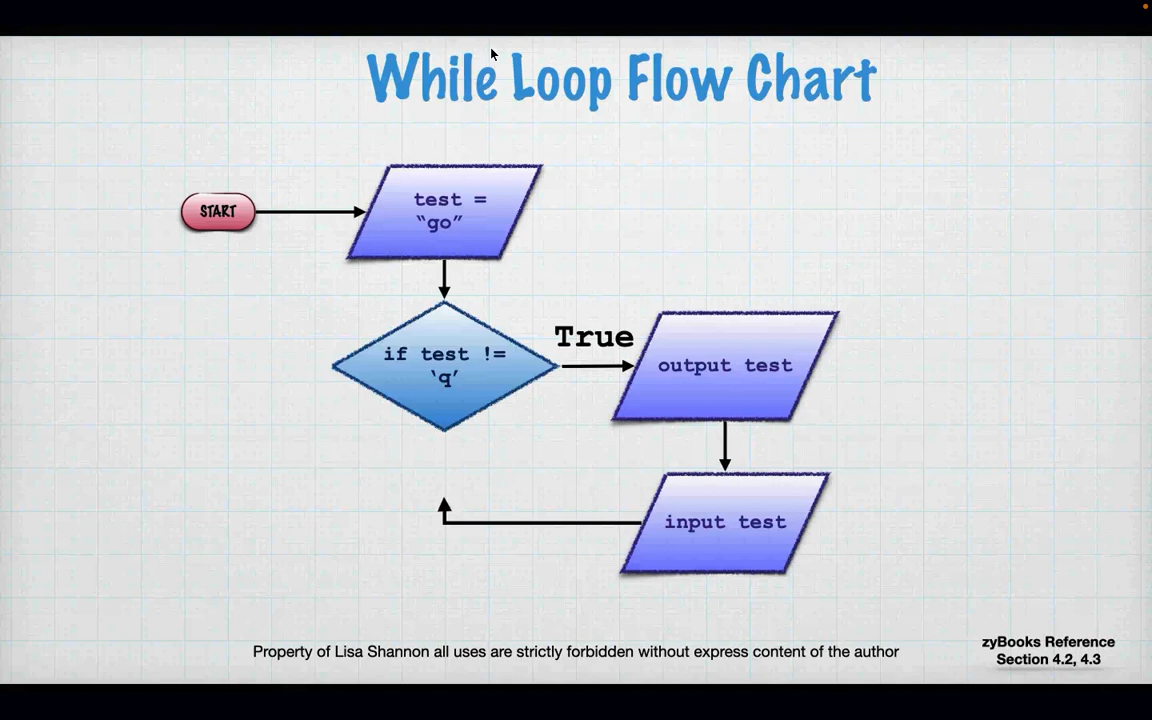 While Loop Flow Chart
START
test =
“go”
if test !=
‘q’
True
output test
input test
Property of Lisa Shannon all uses are strictly forbidden without express content of the author
zyBooks Reference
Section 4.2, 4.3